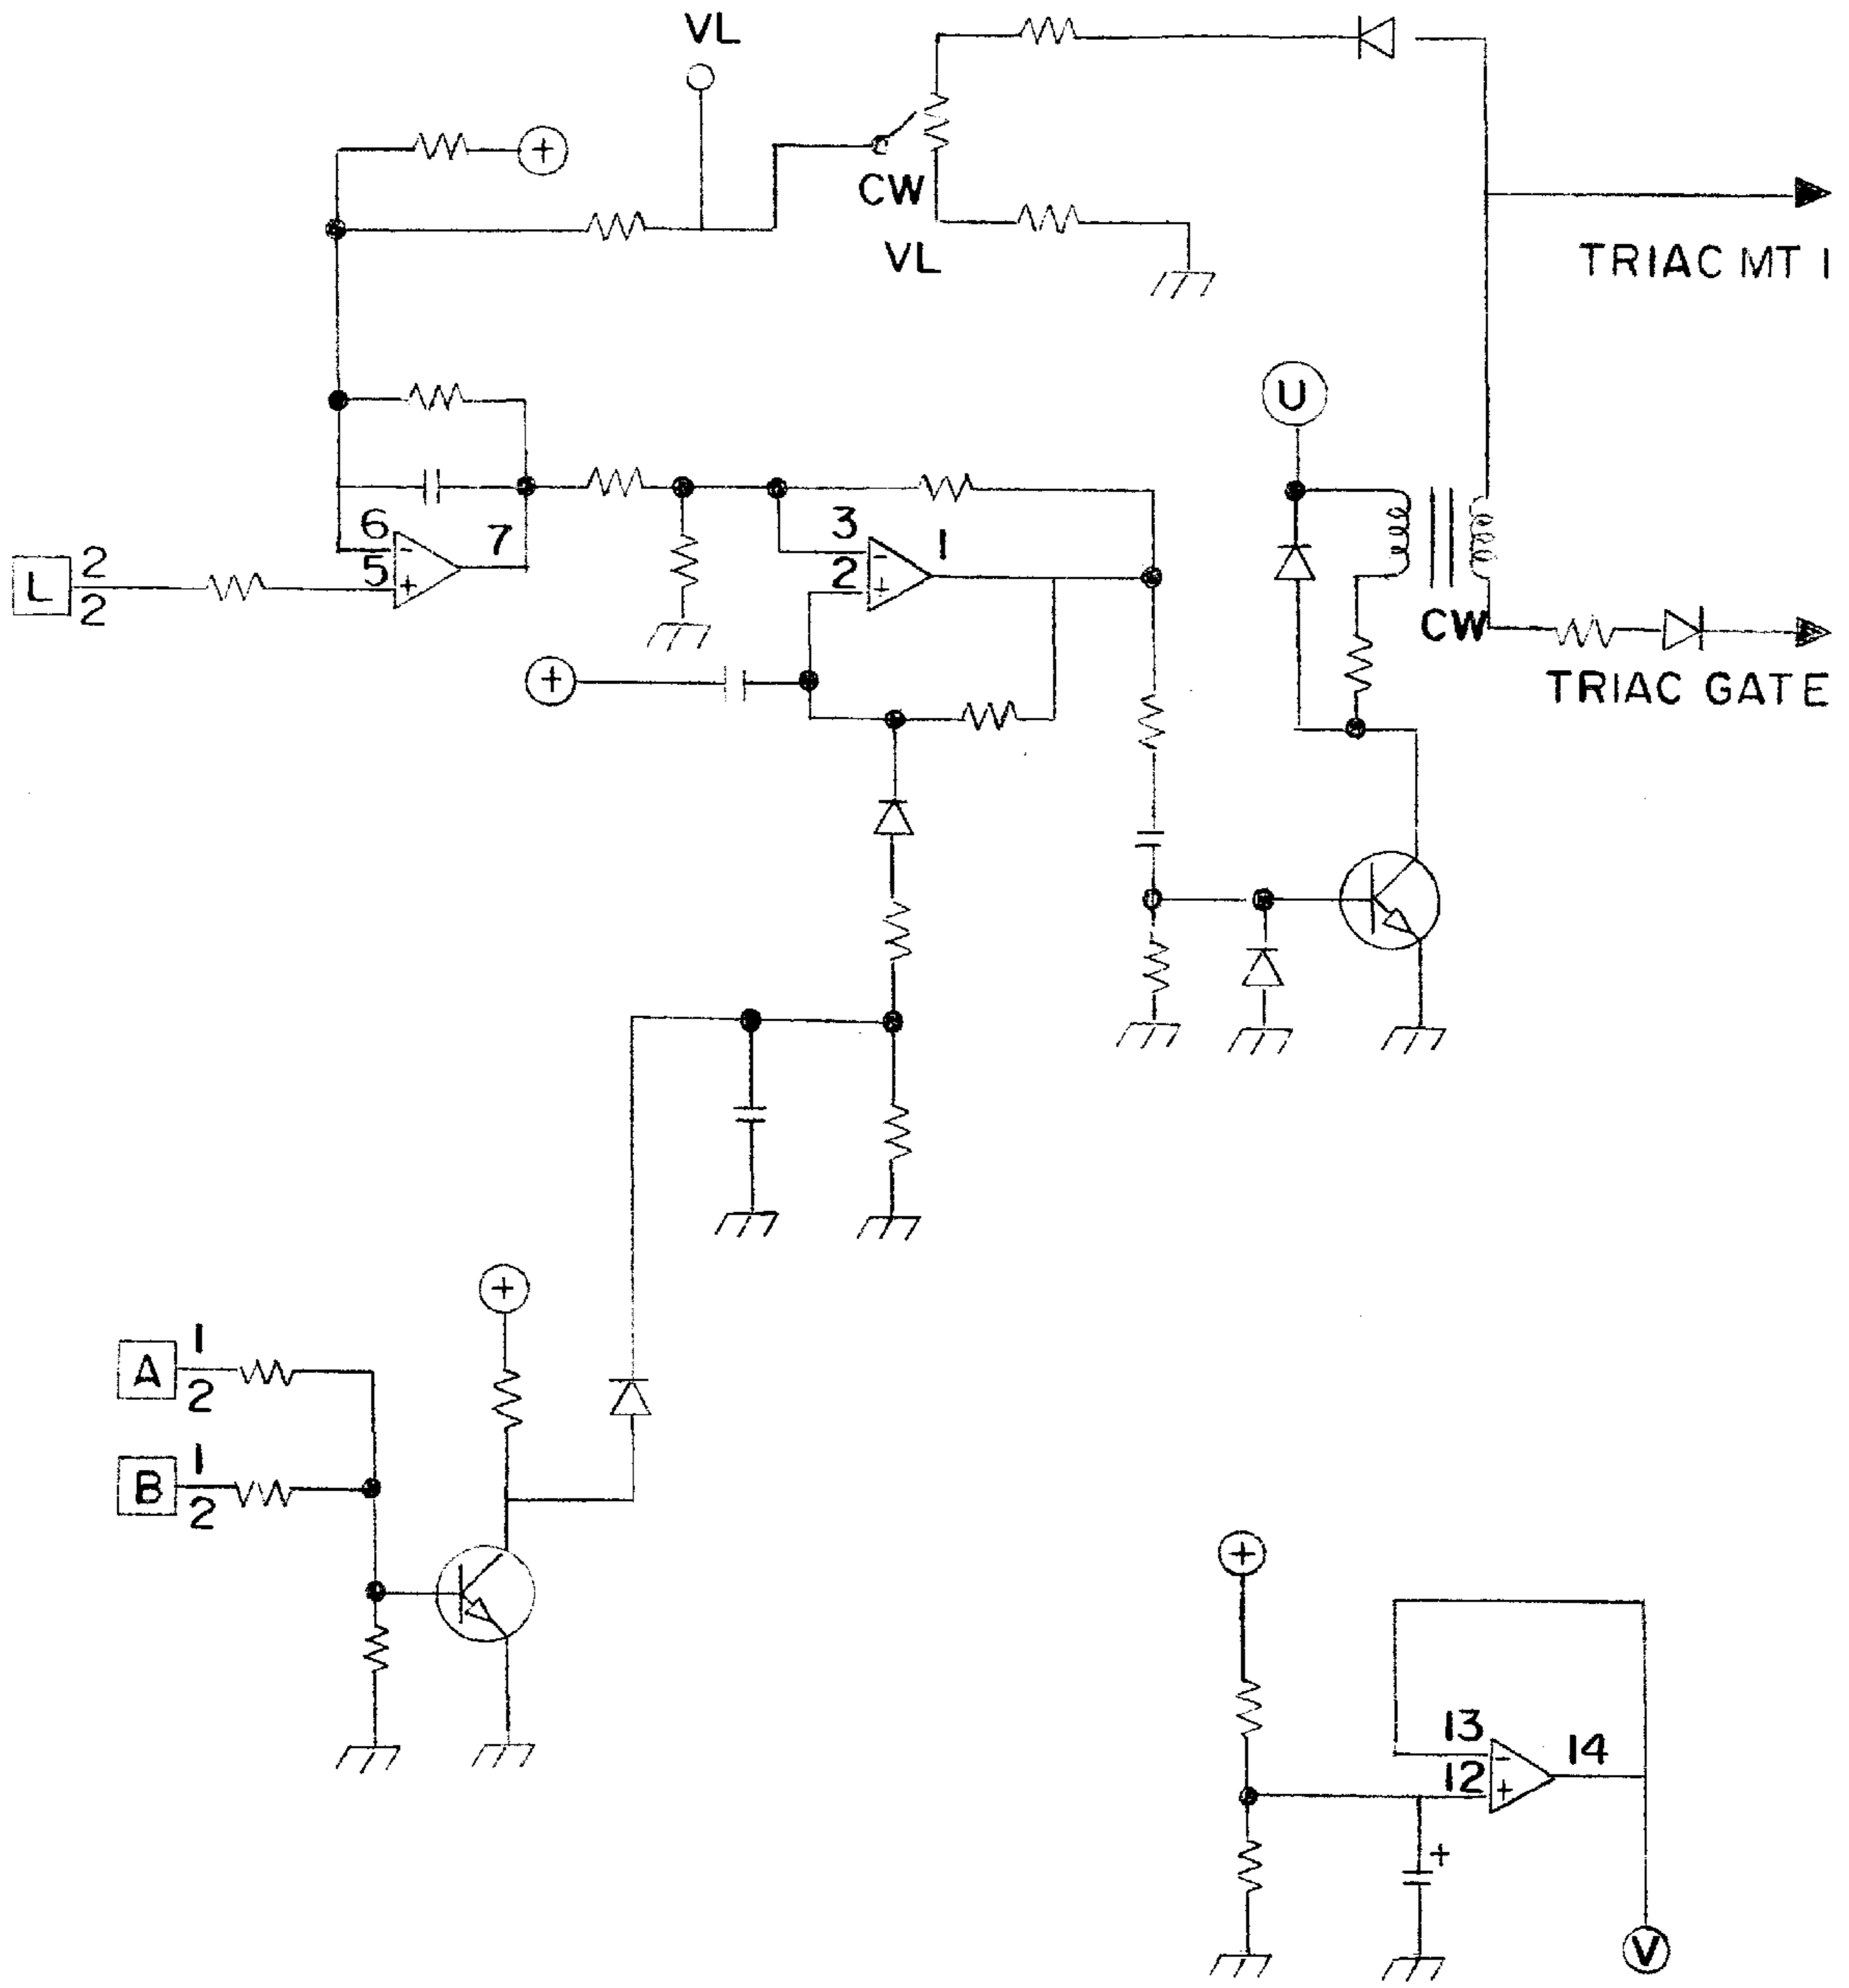 VL
+
CW
VL
TRIAC MT 1
U
6
7
3
1
L
2
5
-
+
2
-
+
2
CW
+
TRIAC GATE
+
A
1
2
B
1
2
+
13
14
12
-
+
+
V